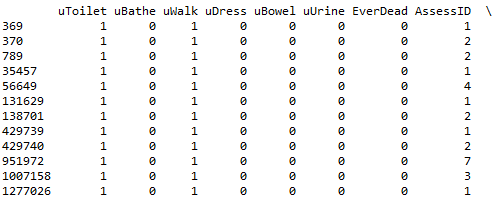 uToilet uBathe uWalk uDress uBowel uUrine EverDead AssessID \
369 1 0 1 0 0 0 0 1
370 1 0 1 0 0 0 0 2
789 1 0 1 0 0 0 0 2
35457 1 0 1 0 0 0 0 1
56649 1 0 1 0 0 0 0 4
131629 1 0 1 0 0 0 0 1
138701 1 0 1 0 0 0 0 2
429739 1 0 1 0 0 0 0 1
429740 1 0 1 0 0 0 0 2
951972 1 0 1 0 0 0 0 7
1007158 1 0 1 0 0 0 0 3
1277026 1 0 1 0 0 0 0 1